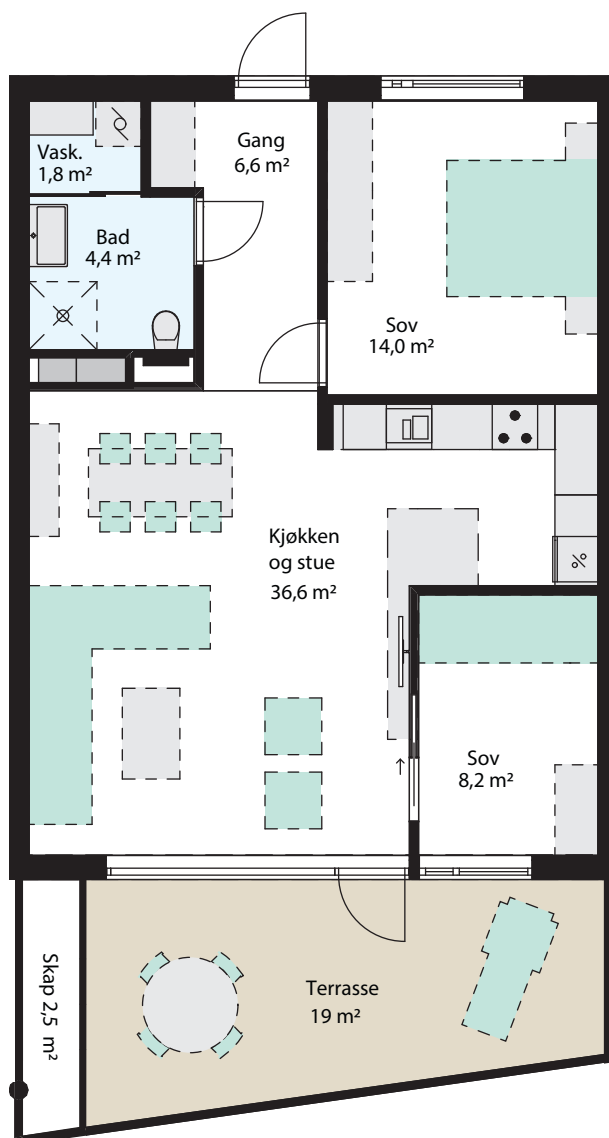 Gang
6,6 m²
Vask.
1,8 m²
Bad
4,4 m²
Sov
14,0 m²
Kjøkken
og stue
36,6 m²
Sov
8,2 m²
Skap 2,5 m²
Terrasse
19 m²